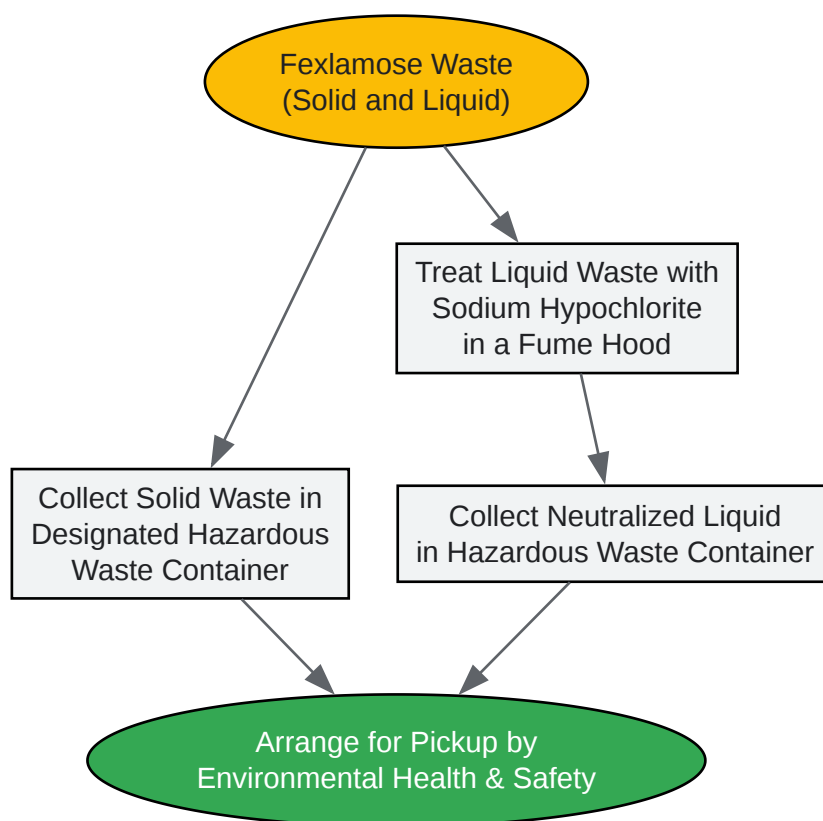 Fexlamose Waste
(Solid and Liquid)
Treat Liquid Waste with
Sodium Hypochlorite
in a Fume Hood
Collect Solid Waste in
Designated Hazardous
Waste Container
Collect Neutralized Liquid
in Hazardous Waste Container
Arrange for Pickup by
Environmental Health & Safety